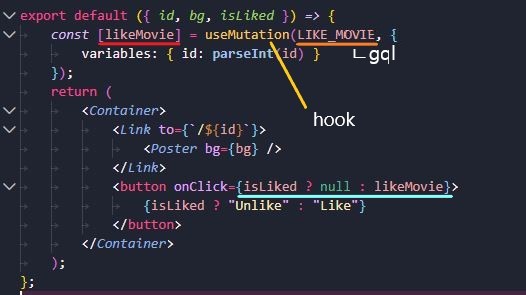 export default ({ id, bg, isLiked }) => {
const [likeMovie] = useMutation(LIKE_MOVIE, {
variables: { id: parseInt(id) }
ㄴgql
});
return (
hook
<Container>
<Link to={`/${id}`}>
<Poster bg={bg} />
</Link>
<button onClick={isLiked ? null : likeMovie}>
{isLiked ? "Unlike" : "Like"}
</button>
</Container>
);
};